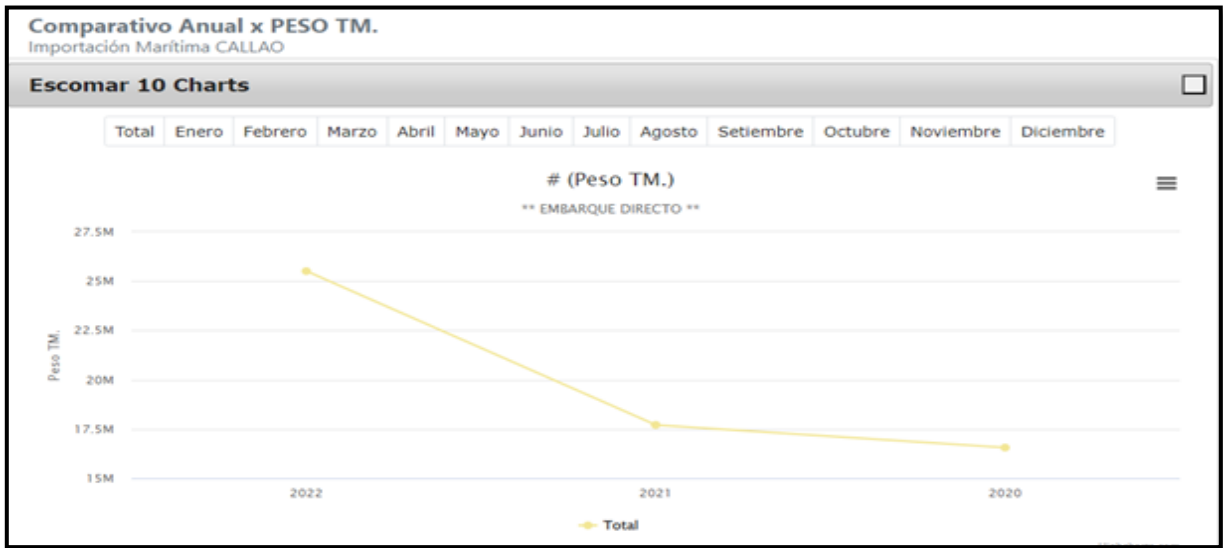 Comparativo Anual x PESO TM.
Importación Marítima CALLAO
Escomar 10 Charts
Total Enero Febrero Marzo Abril Mayo Junio Julio Agosto Setiembre Octubre Noviembre Diciembre
# (Peso TM.)
** EMBARQUE DIRECTO **
27.5M
25M
22.5M
20M
17.5M
15M
Peso TM.
2022 2021 2020
Total